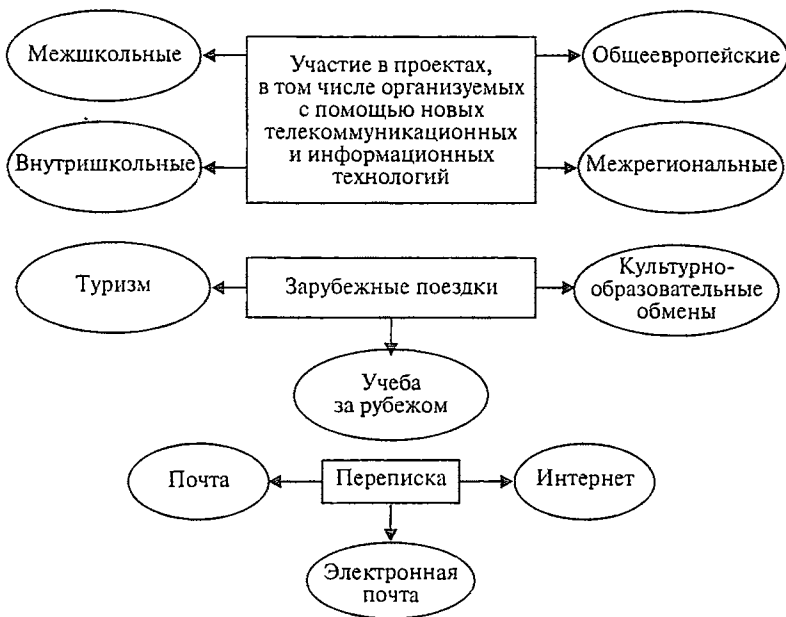 Межшкольные
Участие в проектах,
в том числе организуемых
с помощью новых
телекоммуникационных
и информационных
технологий
Общеевропейские
Внутришкольные
Межрегиональные
Туризм
Зарубежные поездки
Культурно-
образовательные
обмены
Учеба
за рубежом
Почта
Переписка
Интернет
Электронная
почта